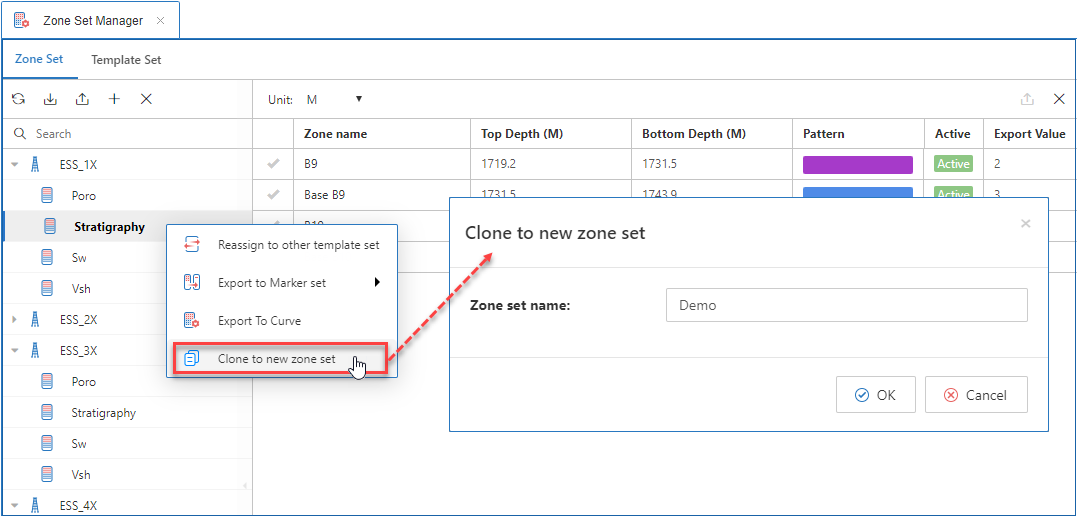 Zone Set Manager
Zone Set Template Set
Unit: M
Search
Zone name Top Depth (M) Bottom Depth (M) Pattern Active Export Value
B9 1719.2 1731.5 Active 2
Base B9 1731.5 1743.9 Active 3
B10
ESS_1X
Poro
Stratigraphy
Sw
Vsh
ESS_2X
ESS_3X
Poro
Stratigraphy
Sw
Vsh
ESS_4X
Reassign to other template set
Export to Marker set
Export To Curve
Clone to new zone set
Clone to new zone set
Zone set name: Demo
OK Cancel